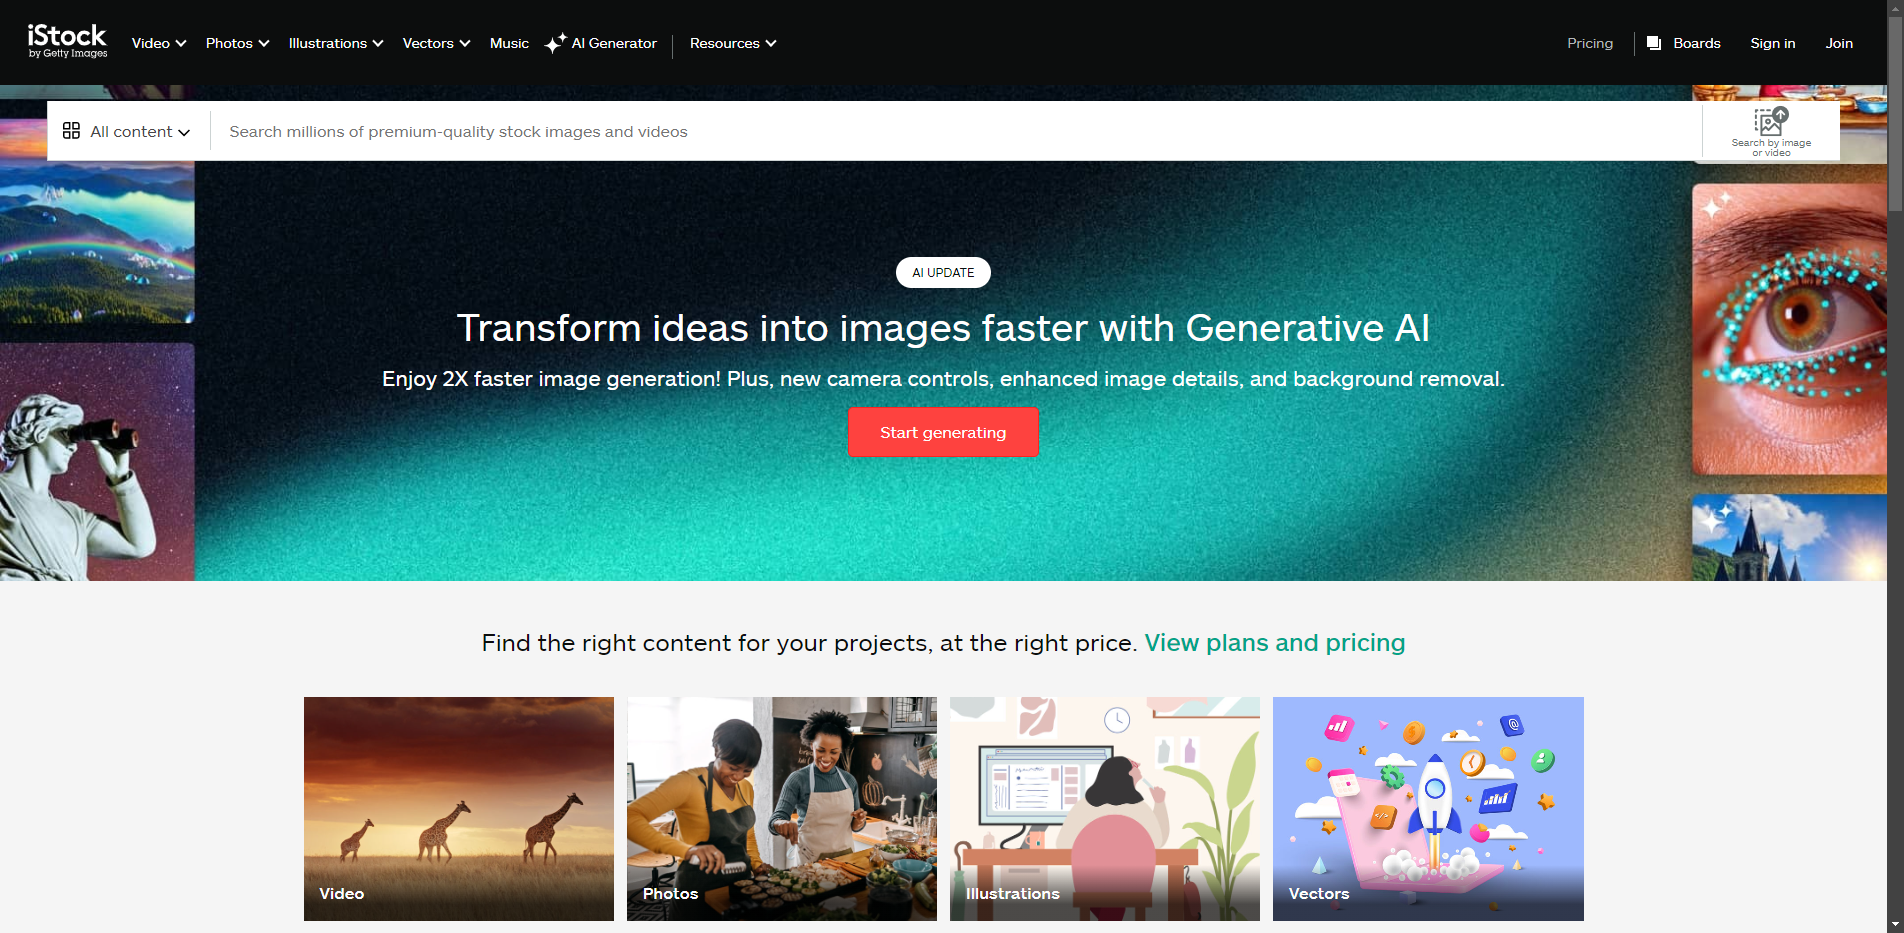 iStock
by Getty Images
Video
Photos
Illustrations
Vectors
Music
AI Generator
Resources
Pricing
Boards
Sign in
Join
All content
Search millions of premium-quality stock images and videos
Search by image
or video
AI UPDATE
Transform ideas into images faster with Generative AI
Enjoy 2X faster image generation! Plus, new camera controls, enhanced image details, and background removal.
Start generating
Find the right content for your projects, at the right price. View plans and pricing
Video
Photos
Illustrations
Vectors